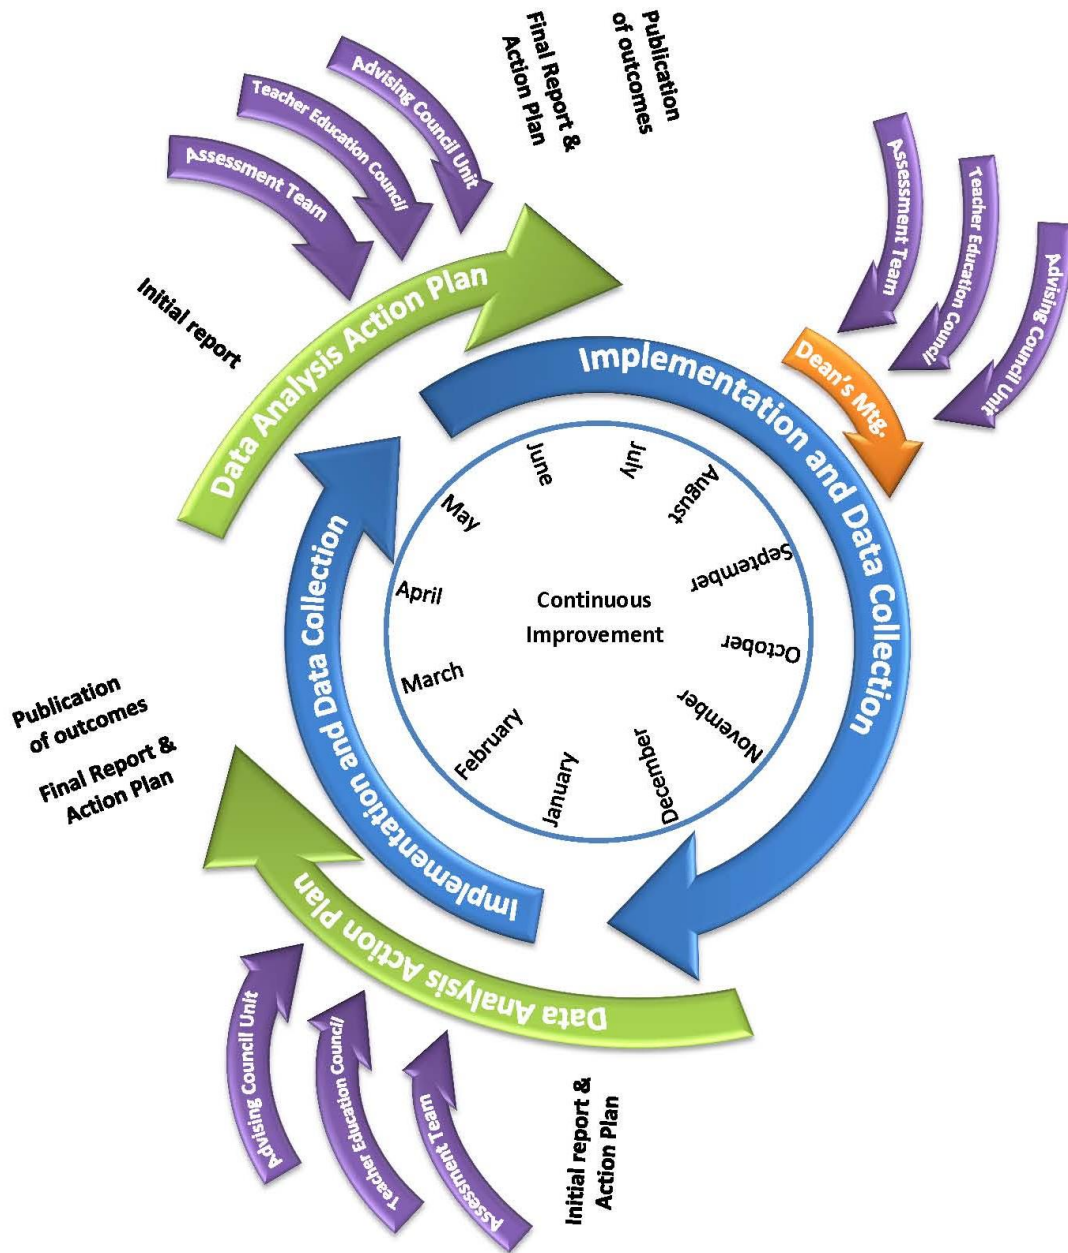 Publication
of outcomes
Final Report &
Action Plan
Advising Council Unit
Teacher Education Council
Assessment Team
Initial report
Data Analysis Action Plan
Assessment Team
Teacher Education Council
Advising Council Unit
Dean's Mtg.
Implementation and Data Collection
June
July
August
September
October
November
December
January
February
March
April
May
Continuous
Improvement
Implementation and Data Collection
Publication
of outcomes
Final Report &
Action Plan
Data Analysis Action Plan
Advising Council Unit
Teacher Education Council
Assessment Team
Initial report &
Action Plan